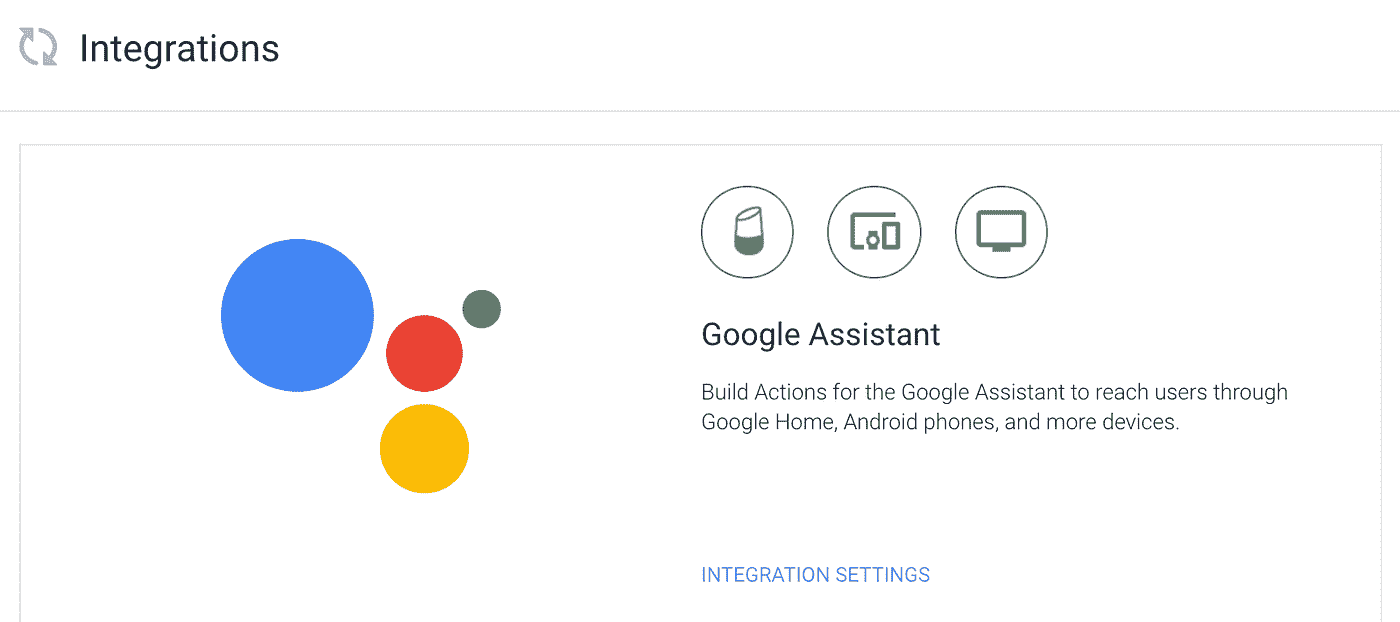 Integrations
Google Assistant
Build Actions for the Google Assistant to reach users through
Google Home, Android phones, and more devices.
INTEGRATION SETTINGS